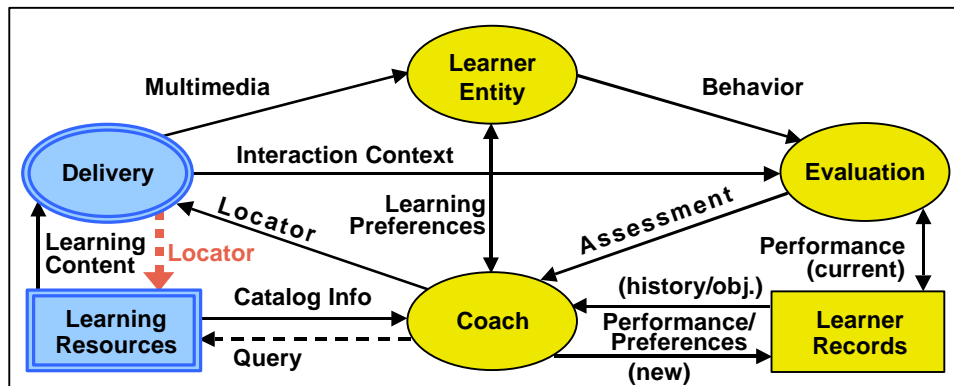 Learner
Entity
Multimedia
Behavior
Interaction Context
Delivery
Evaluation
Learning
Preferences
Locator
Assessment
Learning
Content
Locator
Performance
(current)
Catalog Info
(history/obj.)
Learning
Resources
Coach
Performance/
Preferences
Learner
Records
Query
(new)